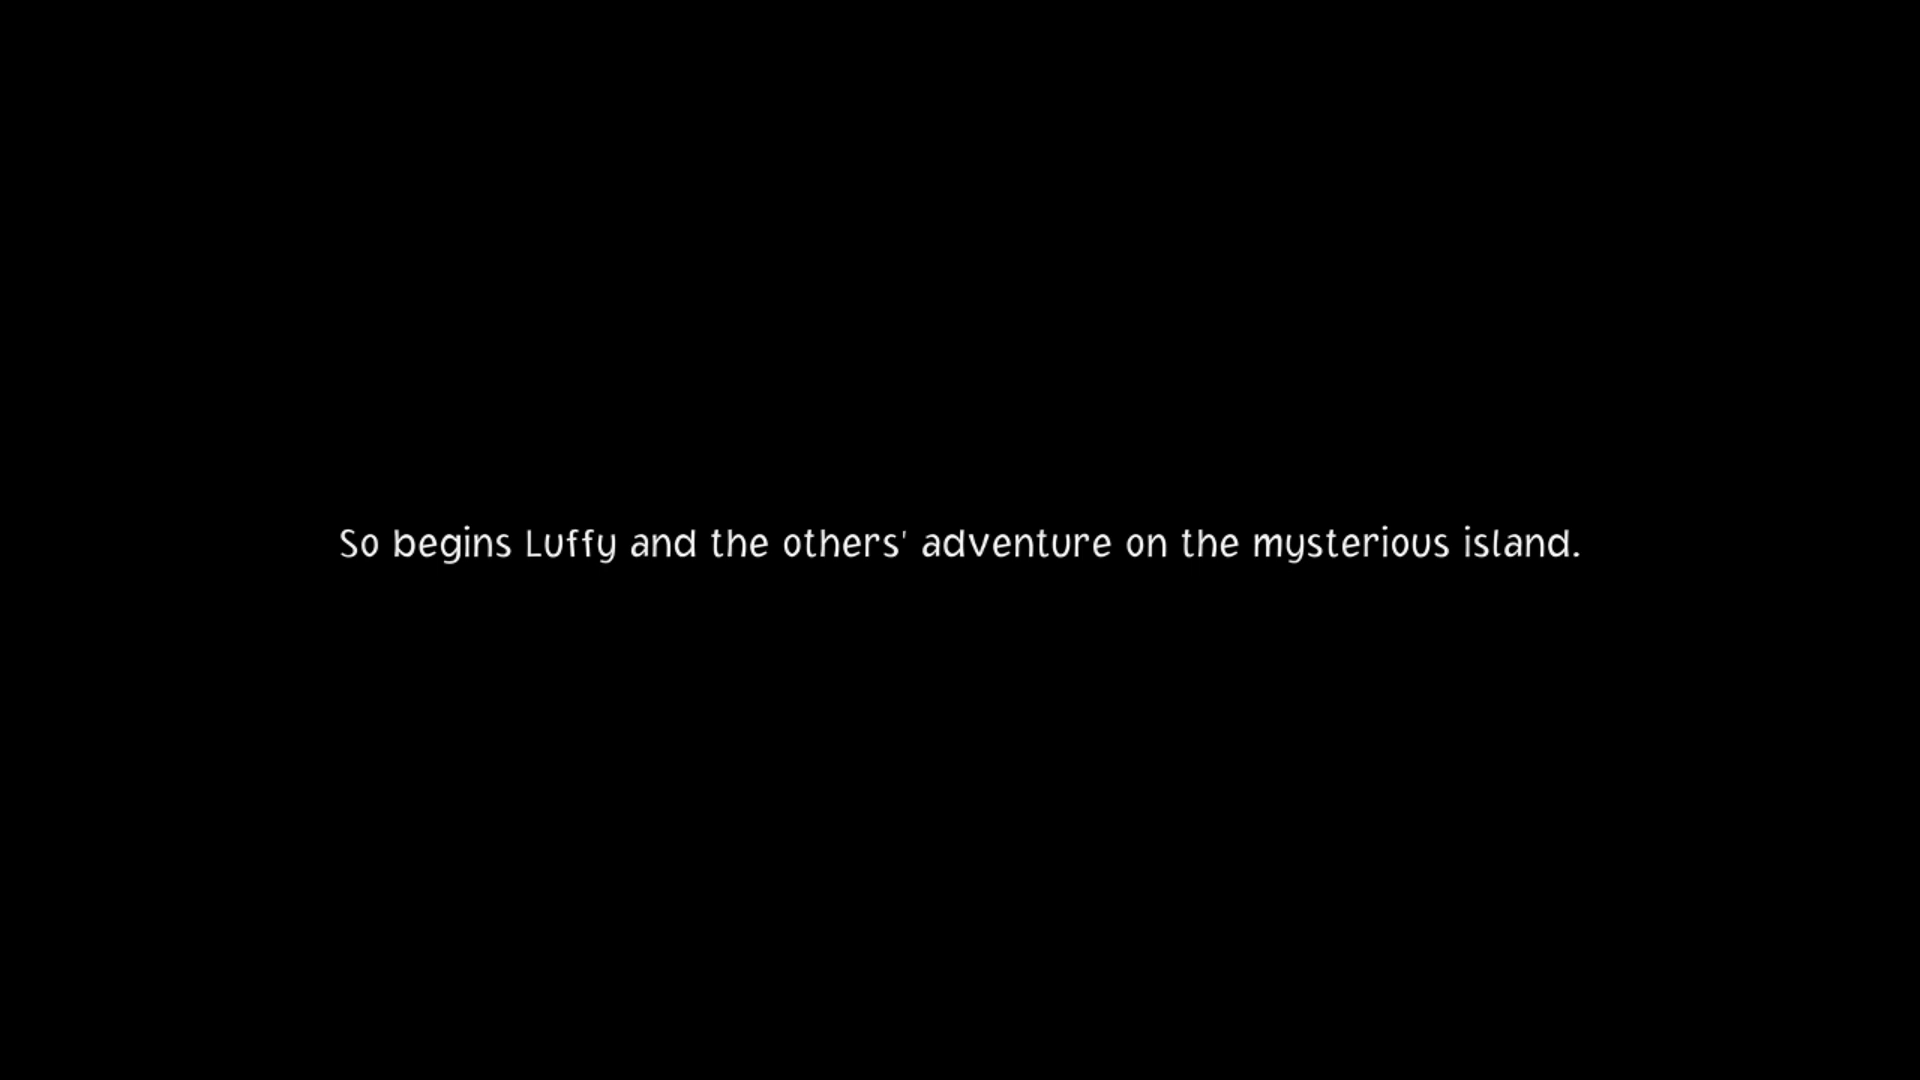 So begins Luffy and the others' adventure on the mysterious island.